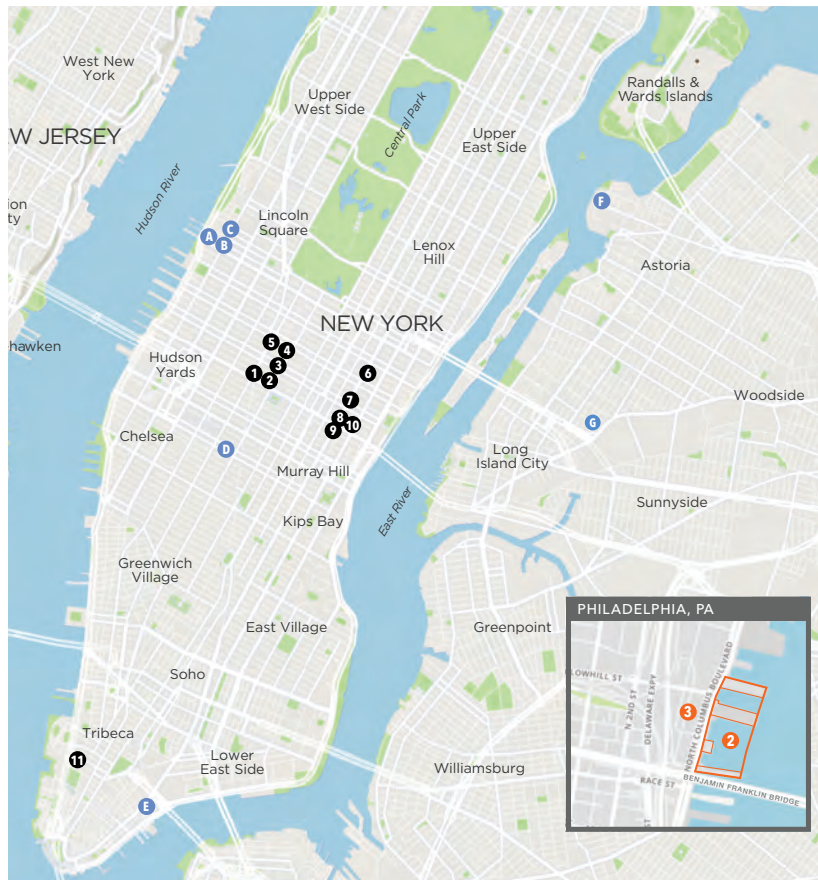 West New
York
Randalls &
Wards Islands
Upper
West Side
Central Park
Upper
East Side
W JERSEY
ion
ty
Hudson River
F
Lincoln
Square
C
A
B
Lenox
Hill
Astoria
NEW YORK
hawken
5
4
Hudson
Yards
3
1
2
6
Woodside
7
8
10
9
G
Chelsea
D
Long
Island City
Murray Hill
East River
Sunnyside
Kips Bay
Greenwich
Village
East Village
Greenpoint
Soho
Tribeca
11
Lower
East Side
Williamsburg
E
PHILADELPHIA, PA
LOWHILL ST
N 2ND ST
DELAWARE EXPY
NORTH COLUMBUS BOULEVARD
3
2
RACE ST
BENJAMIN FRANKLIN BRIDGE
ST